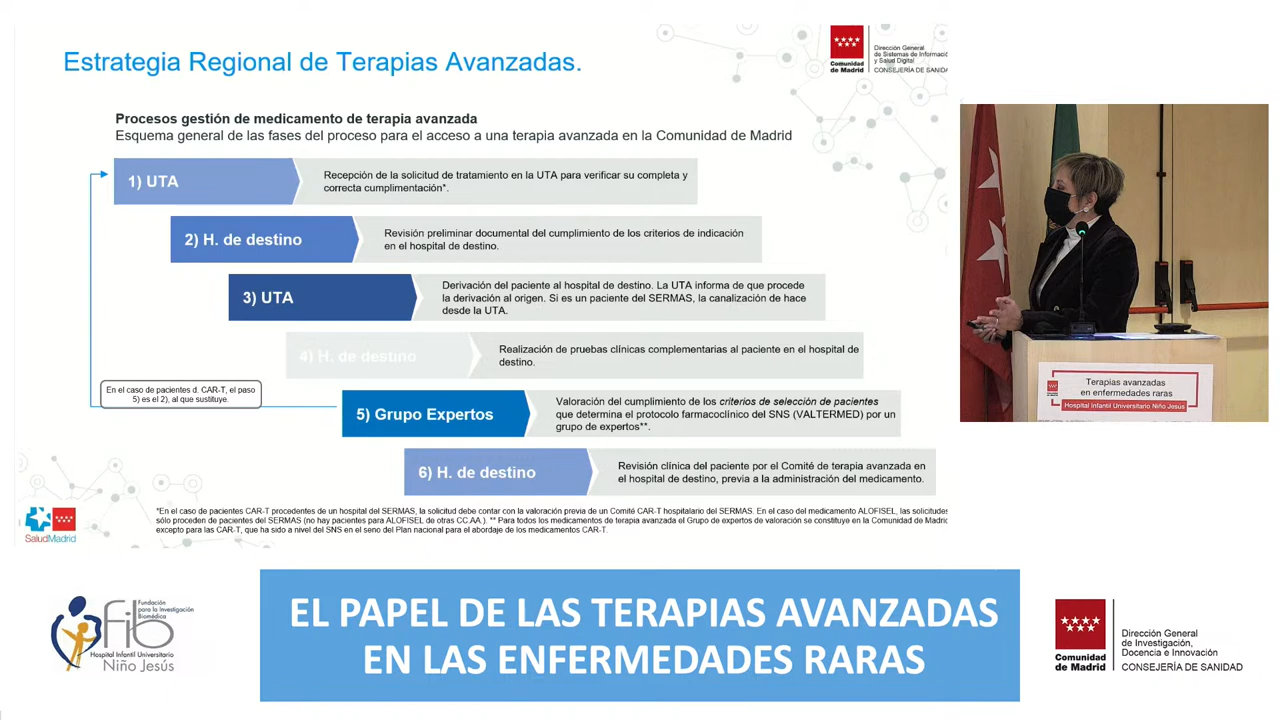 Estrategia Regional de Terapias Avanzadas.
Comunidad
de Madrid
Dirección General
de Sistemas de Informació
y Salud Digital
CONSEJERÍA DE SANIDA
Procesos gestión de medicamento de terapia avanzada
Esquema general de las fases del proceso para el acceso a una terapia avanzada en la Comunidad de Madrid
1) UTA
Recepción de la solicitud de tratamiento en la UTA para verificar su completa y
correcta cumplimentación*.
2) H. de destino
Revisión preliminar documental del cumplimiento de los criterios de indicación
en el hospital de destino.
3) UTA
Derivación del paciente al hospital de destino. La UTA informa de que procede
la derivación al origen. Si es un paciente del SERMAS, la canalización de hace
desde la UTA.
4) H. de destino
Realización de pruebas clínicas complementarias al paciente en el hospital de
destino.
En el caso de pacientes d. CAR-T, el paso
5) es el 2), al que sustituye.
5) Grupo Expertos
Valoración del cumplimiento de los criterios de selección de pacientes
que determina el protocolo farmacoclínico del SNS (VALTERMED) por un
grupo de expertos**.
6) H. de destino
Revisión clínica del paciente por el Comité de terapia avanzada en
el hospital de destino, previa a la administración del medicamento.
*En el caso de pacientes CAR-T procedentes de un hospital del SERMAS, la solicitud debe contar con la valoración previa de un Comité CAR-T hospitalario del SERMAS. En el caso del medicamento ALOFISEL, las solicitudes
sólo proceden de pacientes del SERMAS (no hay pacientes para ALOFISEL de otras CC.AA.). ** Para todos los medicamentos de terapia avanzada el Grupo de expertos de valoración se constituye en la Comunidad de Madrid
excepto para las CAR-T, que ha sido a nivel del SNS en el seno del Plan nacional para el abordaje de los medicamentos CAR-T.
SaludMadrid
Terapias avanzadas
en enfermedades raras
Hospital Infantil Universitario Niño Jesús
fib
Fundación
para la Investigación
Biomédica
Hospital Infantil Universitario
Niño Jesús
EL PAPEL DE LAS TERAPIAS AVANZADAS
EN LAS ENFERMEDADES RARAS
Comunidad
de Madrid
Dirección General
de Investigación,
Docencia e Innovación
CONSEJERÍA DE SANIDAD